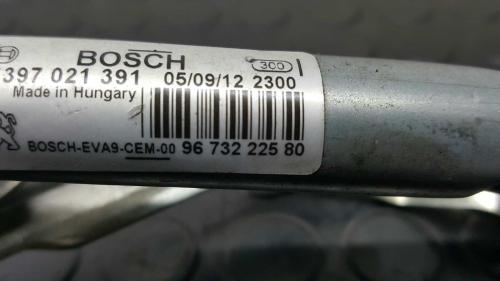 BOSCH
300
397 021 391 05/09/12 2300
Made in Hungary
BOSCH-EVA9-CEM-00 96 732 225 80